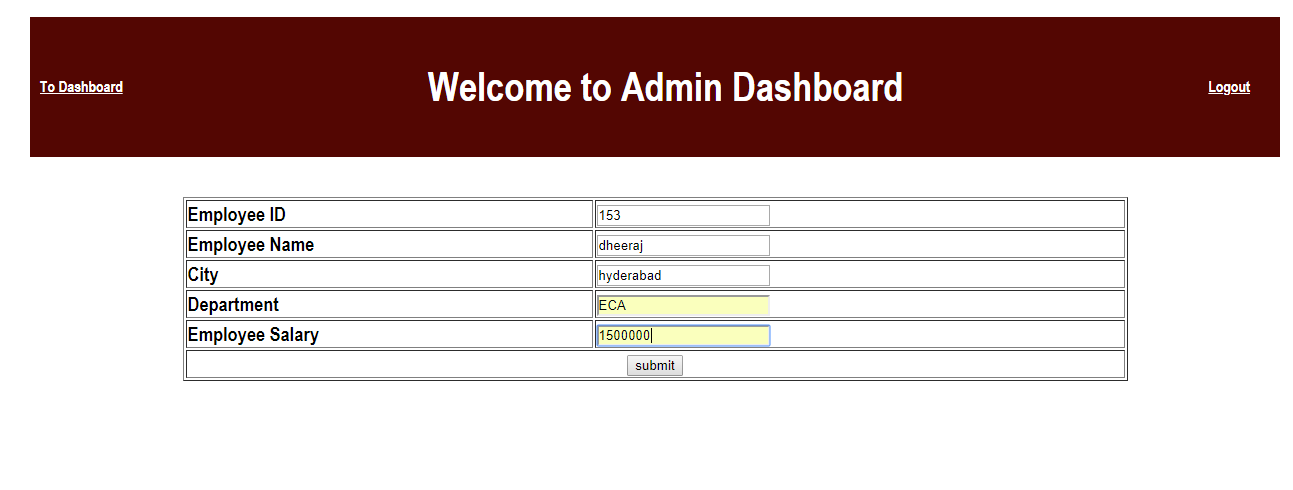 To Dashboard Welcome to Admin Dashboard Logout
Employee ID 153
Employee Name dheeraj
City hyderabad
Department ECA
Employee Salary 1500000
submit